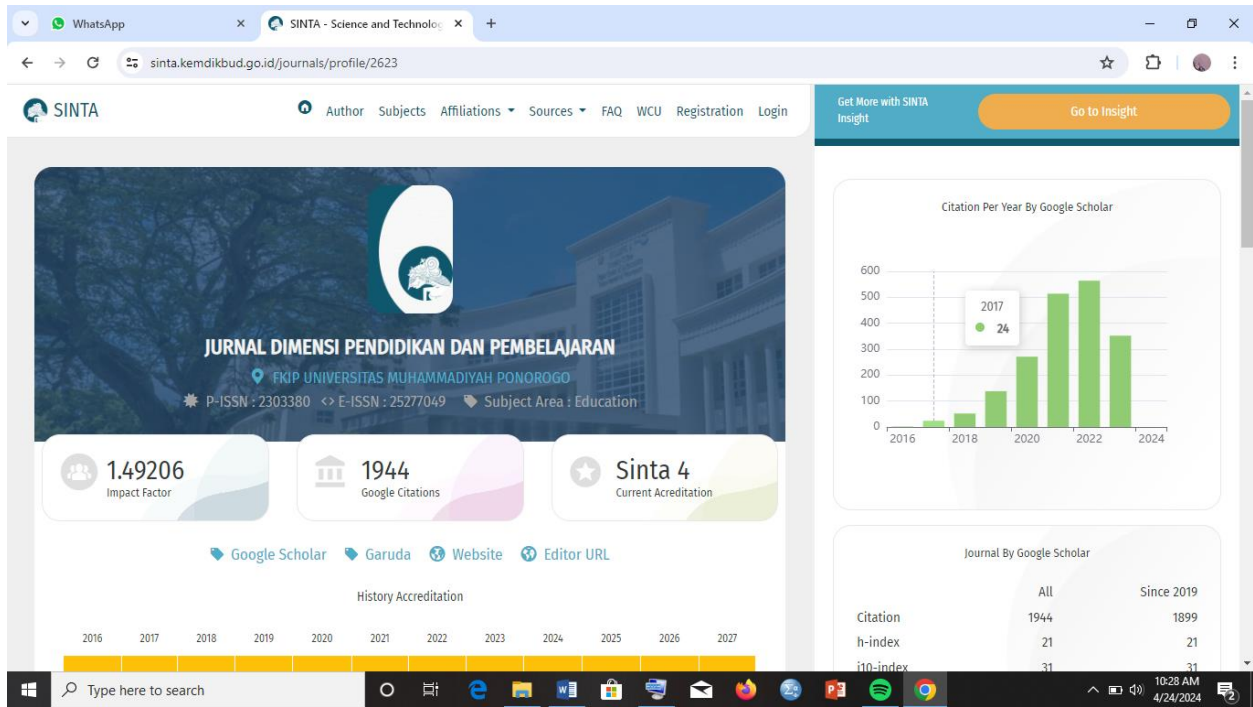 WhatsApp
SINTA - Science and Technolog
sinta.kemdikbud.go.id/journals/profile/2623
SINTA
Author Subjects Affiliations Sources FAQ WCU Registration Login
Get More with SINTA
Insight
Go to Insight
JURNAL DIMENSI PENDIDIKAN DAN PEMBELAJARAN
FKIP UNIVERSITAS MUHAMMADIYAH PONOROGO
P-ISSN : 2303380 <> E-ISSN : 25277049 Subject Area : Education
1.49206
Impact Factor
1944
Google Citations
Sinta 4
Current Acreditation
Google Scholar Garuda Website Editor URL
History Accreditation
2016 2017 2018 2019 2020 2021 2022 2023 2024 2025 2026 2027
Citation Per Year By Google Scholar
600
500
400
300
200
100
0
2017
24
2016 2018 2020 2022 2024
Journal By Google Scholar
All Since 2019
Citation 1944 1899
h-index 21 21
i10-index 31 31
Type here to search
10:28 AM
4/24/2024
2